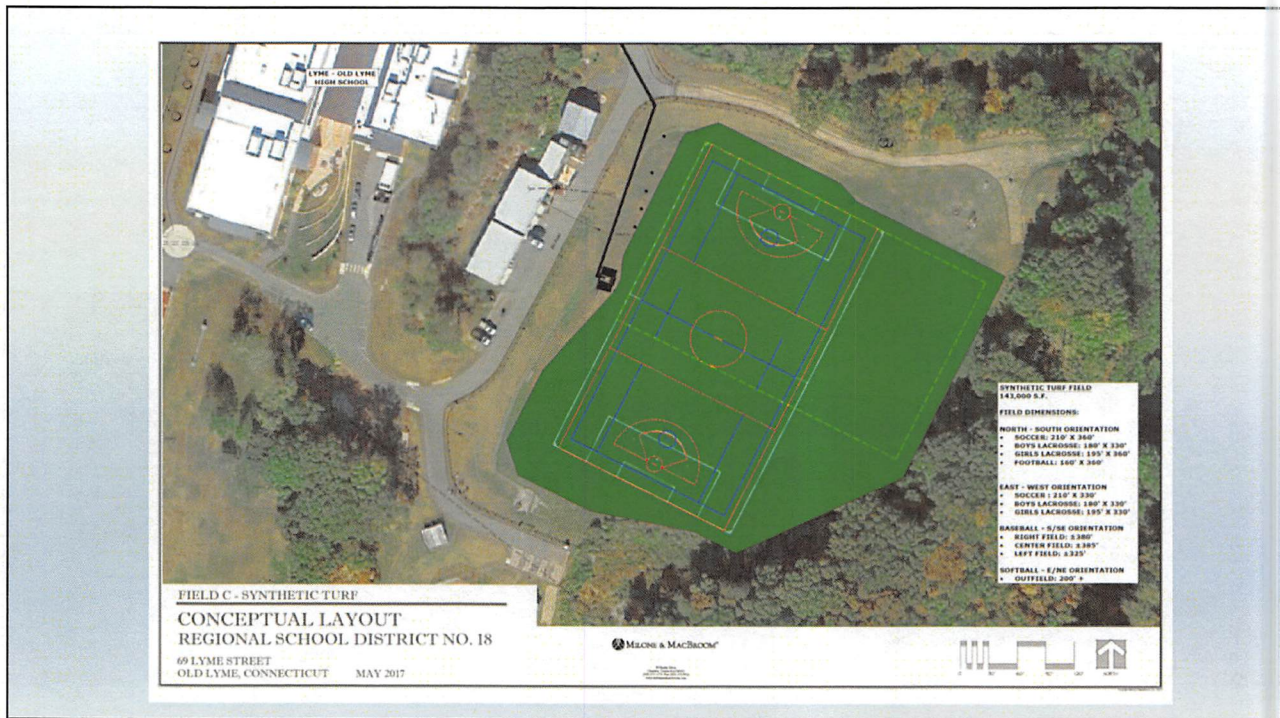 LYME - OLD LYME
HIGH SCHOOL
SYNTHETIC TURF FIELD
143,000 S.F.
FIELD DIMENSIONS:
NORTH - SOUTH ORIENTATION
• SOCCER: 210' X 360'
• BOYS LACROSSE: 180' X 330'
• GIRLS LACROSSE: 195' X 360'
• FOOTBALL: 160' X 360'
EAST - WEST ORIENTATION
• SOCCER : 210' X 330'
• BOYS LACROSSE: 180' X 330'
• GIRLS LACROSSE: 195' X 330'
BASEBALL - S/SE ORIENTATION
• RIGHT FIELD: ±380'
• CENTER FIELD: ±385'
• LEFT FIELD: ±325'
SOFTBALL - E/NE ORIENTATION
• OUTFIELD: 200' +
FIELD C - SYNTHETIC TURF
CONCEPTUAL LAYOUT
REGIONAL SCHOOL DISTRICT NO. 18
69 LYME STREET
OLD LYME, CONNECTICUT MAY 2017
MILONE & MACBROOM®
NORTH